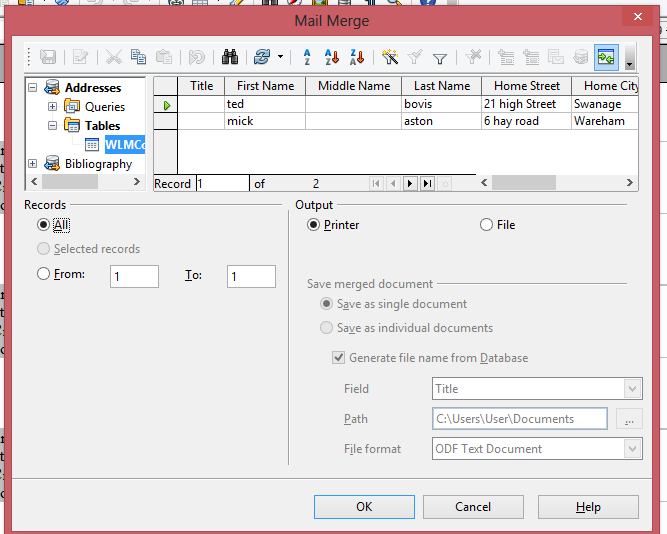 Mail Merge
Addresses
Queries
Tables
WLMCo
Bibliography
Title First Name Middle Name Last Name Home Street Home City
ted bovis 21 high Street Swanage
mick aston 6 hay road Wareham
Record 1 of 2
Records
All
Selected records
From: 1 To: 1
Output
Printer File
Save merged document
Save as single document
Save as individual documents
Generate file name from Database
Field Title
Path C:\Users\User\Documents ...
File format ODF Text Document
OK Cancel Help